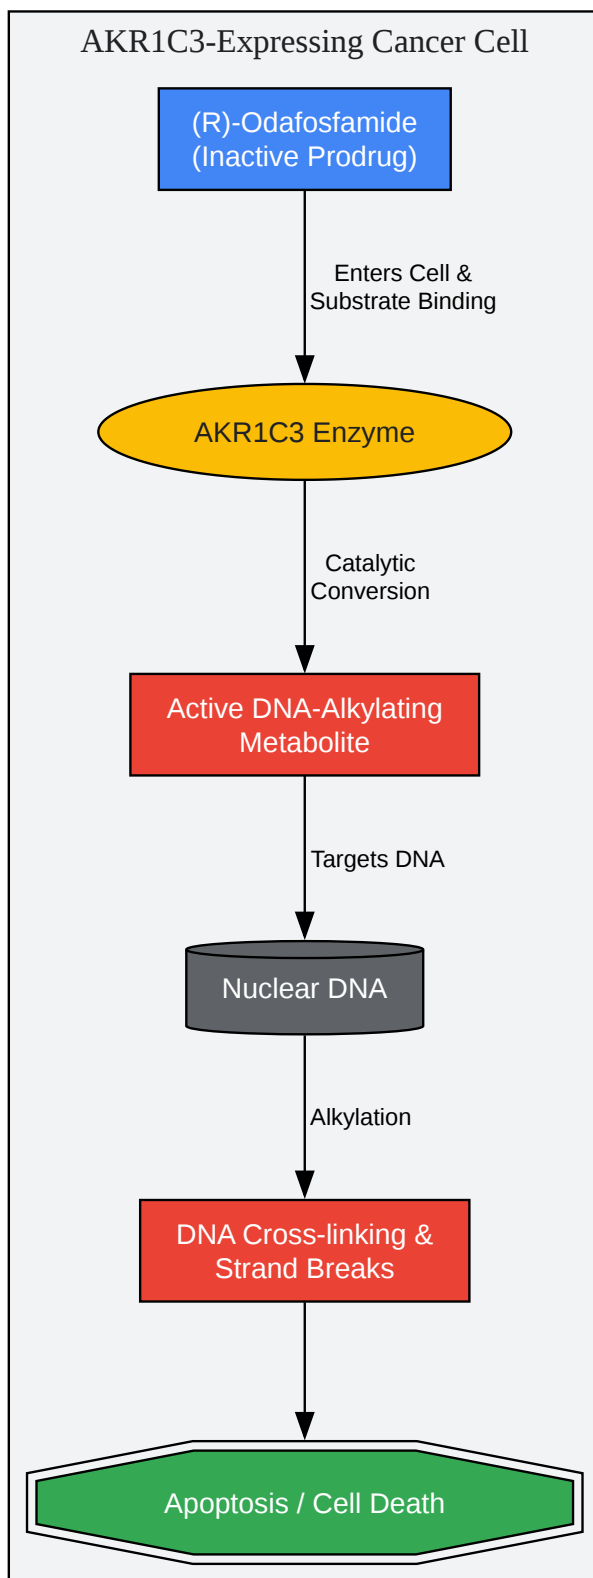 AKR1C3-Expressing Cancer Cell
(R)-Odafosfamide
(Inactive Prodrug)
Enters Cell &
Substrate Binding
AKR1C3 Enzyme
Catalytic
Conversion
Active DNA-Alkylating
Metabolite
Targets DNA
Nuclear DNA
Alkylation
DNA Cross-linking &
Strand Breaks
Apoptosis / Cell Death